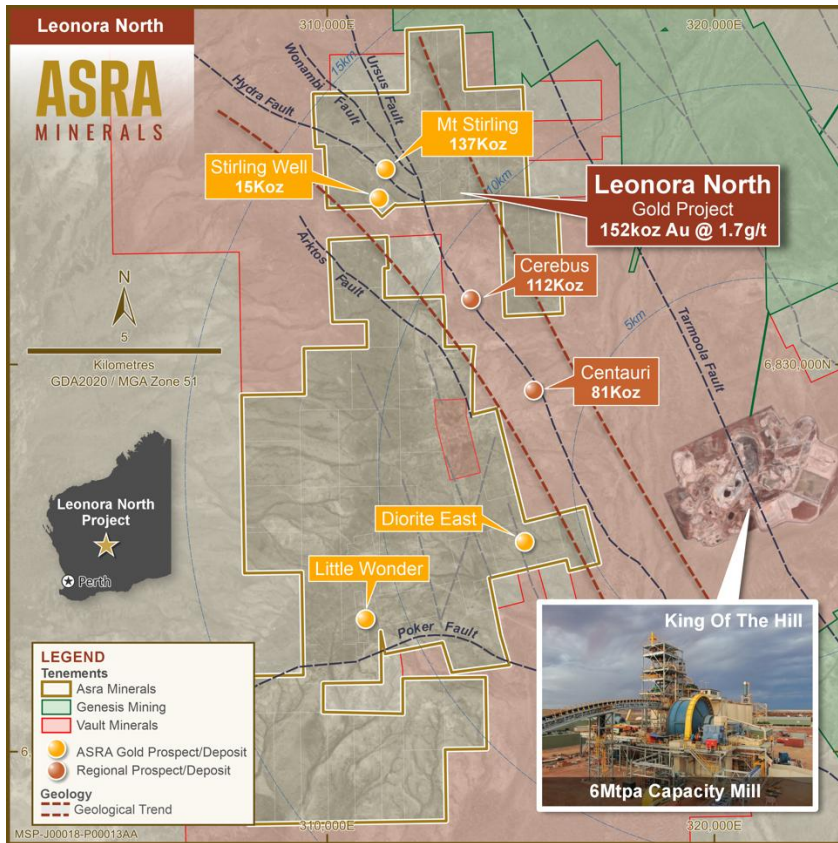 Leonora North
ASRA
MINERALS
310,000E
320,000E
15km
Ursus Fault
Wonambi Fault
Hydra Fault
Mt Stirling
137Koz
Stirling Well
15Koz
10km
Leonora North
Gold Project
152koz Au @ 1.7g/t
Arktos Fault
Cerebus
112Koz
5km
Tarmoola Fault
N
5
Kilometres
GDA2020 / MGA Zone 51
6,830,000N
Centauri
81Koz
Leonora North
Project
Perth
Diorite East
Little Wonder
Poker Fault
King Of The Hill
6Mtpa Capacity Mill
LEGEND
Tenements
Asra Minerals
Genesis Mining
Vault Minerals
ASRA Gold Prospect/Deposit
Regional Prospect/Deposit
Geology
Geological Trend
MSP-J00018-P00013AA
310,000E
320,000E